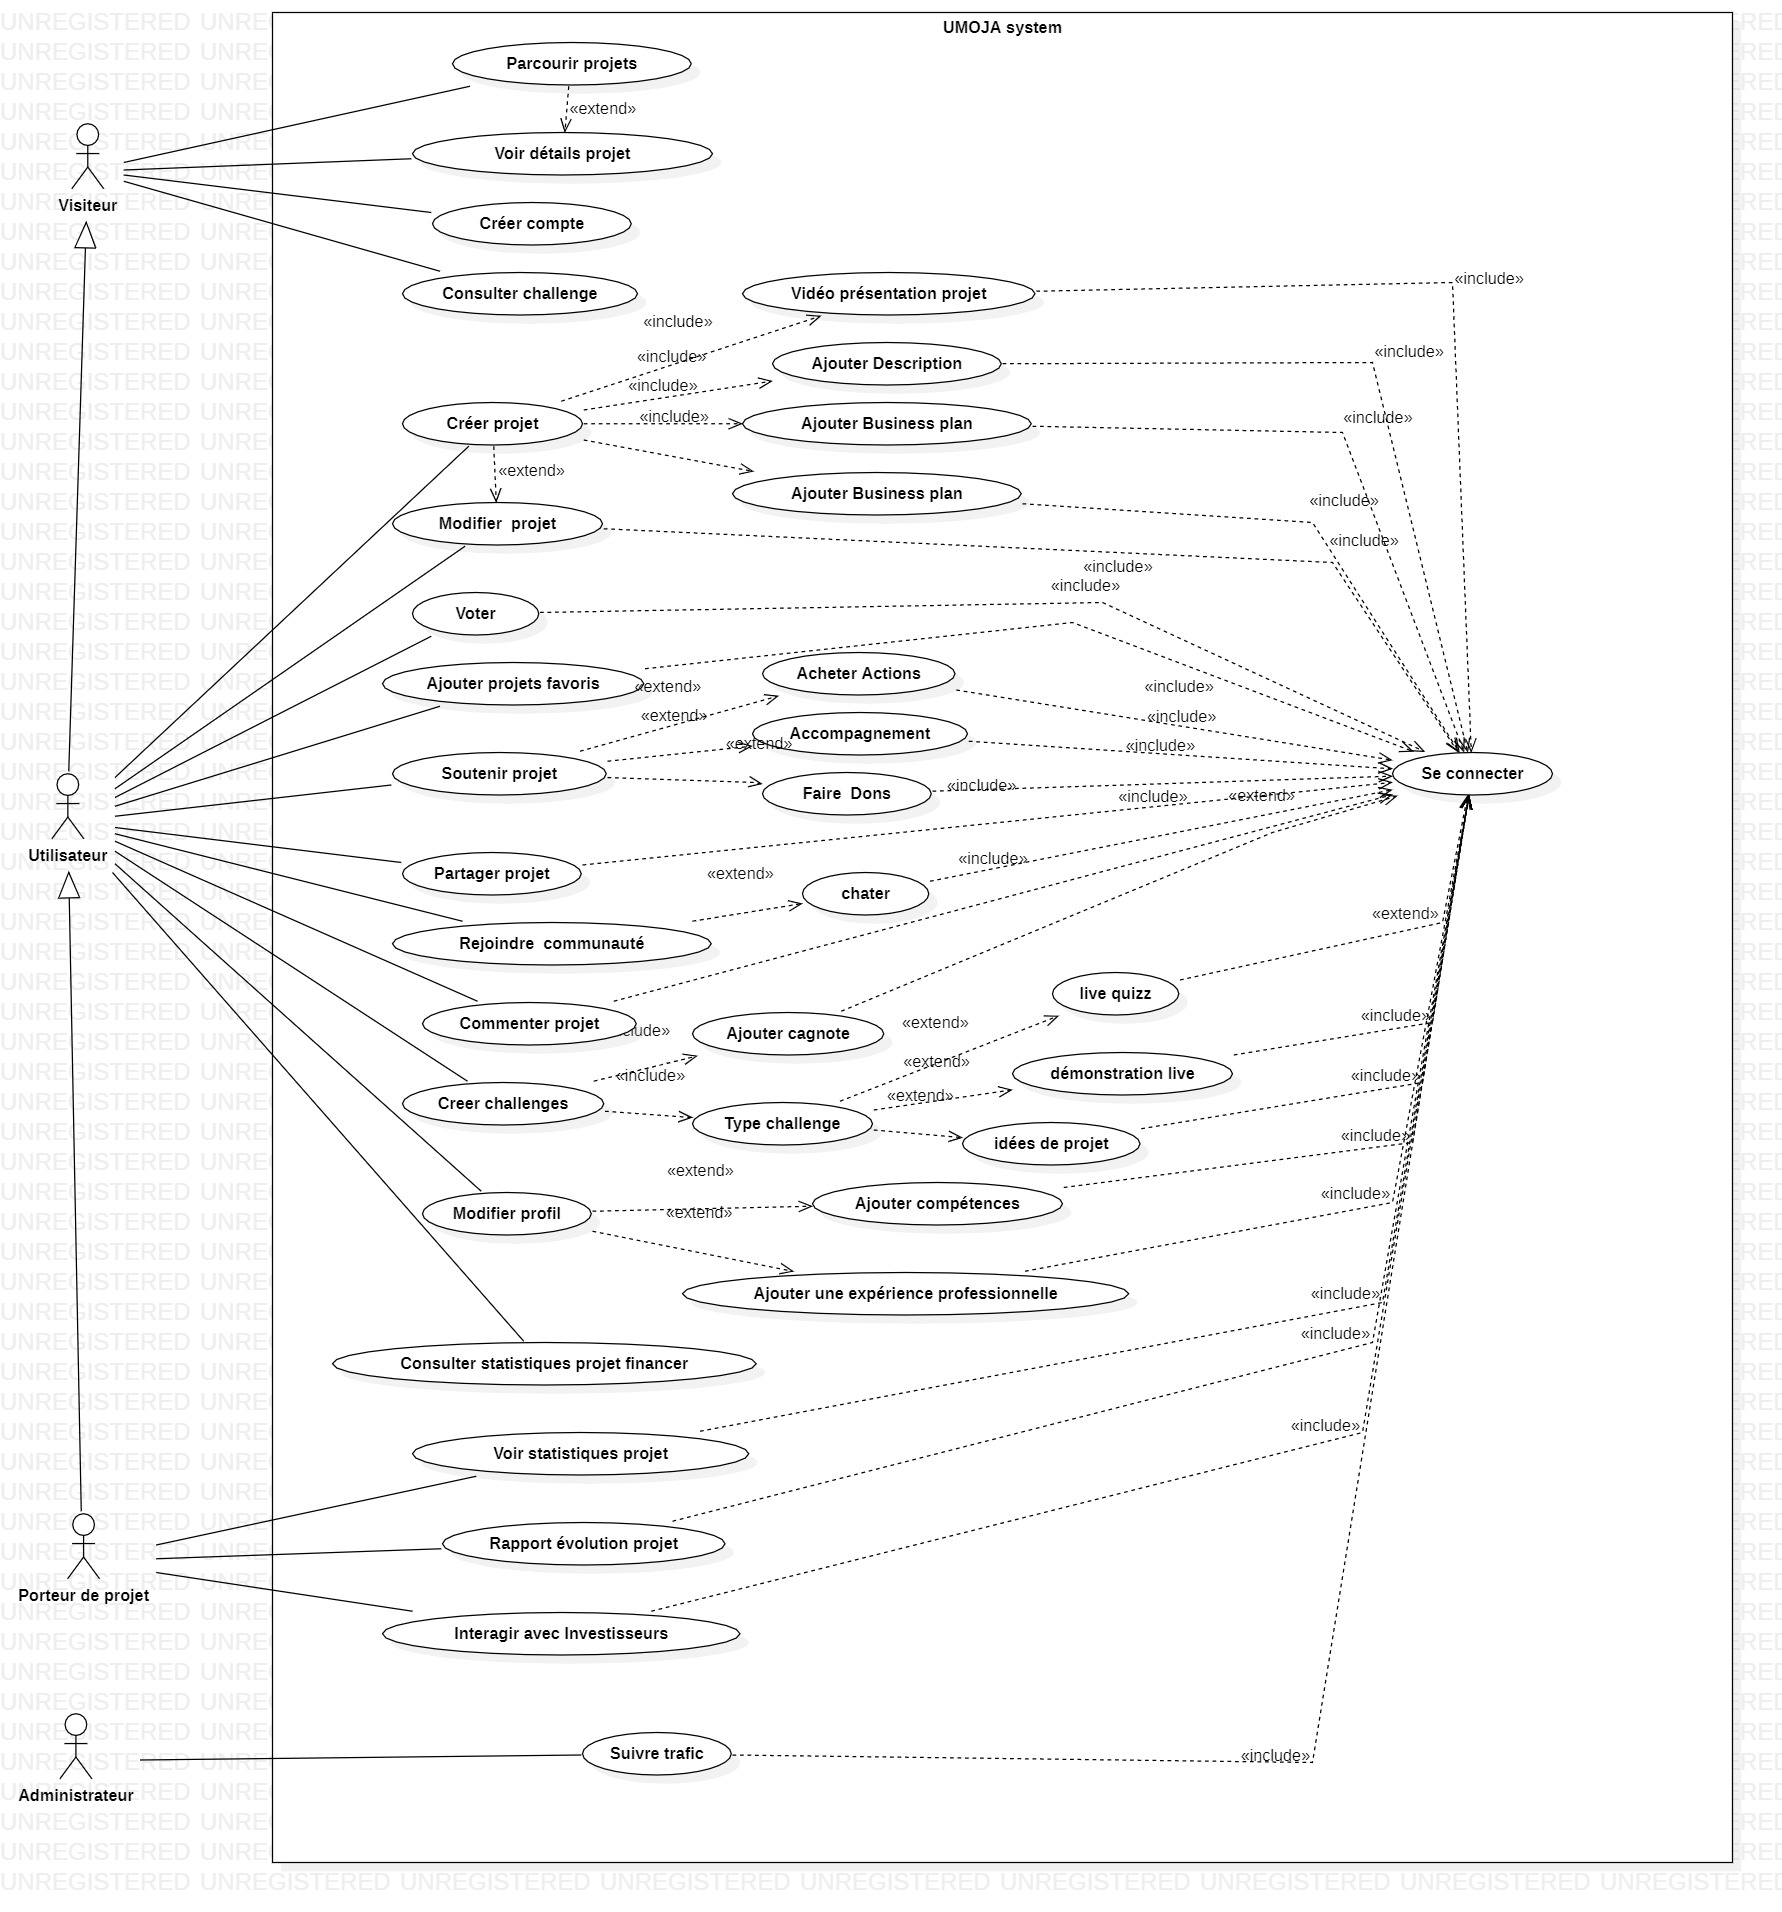 UMOJA system
Parcourir projets
«extend»
Voir détails projet
Visiteur
Créer compte
Consulter challenge
Vidéo présentation projet
«include»
«include»
«include»
Ajouter Description
«include»
«include»
Créer projet
«include»
Ajouter Business plan
«include»
«extend»
Ajouter Business plan
«include»
Modifier  projet
«include»
«include»
«include»
Voter
Ajouter projets favoris
«extend»
Acheter Actions
«include»
«extend»
«include»
Accompagnement
«extend»
«include»
Soutenir projet
Se connecter
Faire  Dons
«include»
«include»
«extend»
Utilisateur
Partager projet
«include»
«extend»
chater
Rejoindre  communauté
«extend»
live quizz
Commenter projet
clude»
Ajouter cagnote
«extend»
«include»
«extend»
démonstration live
«include»
«include»
Creer challenges
«extend»
Type challenge
idées de projet
«include»
«extend»
Modifier profil
«extend»
Ajouter compétences
«include»
Ajouter une expérience professionnelle
«include»
«include»
Consulter statistiques projet financer
«include»
Voir statistiques projet
Rapport évolution projet
Porteur de projet
Interagir avec Investisseurs
Suivre trafic
«include»
Administrateur
UNREGISTERED UNREGISTERED UNREGISTERED UNREGISTERED UNREGISTERED UNREGISTERED UNREGISTERED UNREGISTERED UNREGISTERED